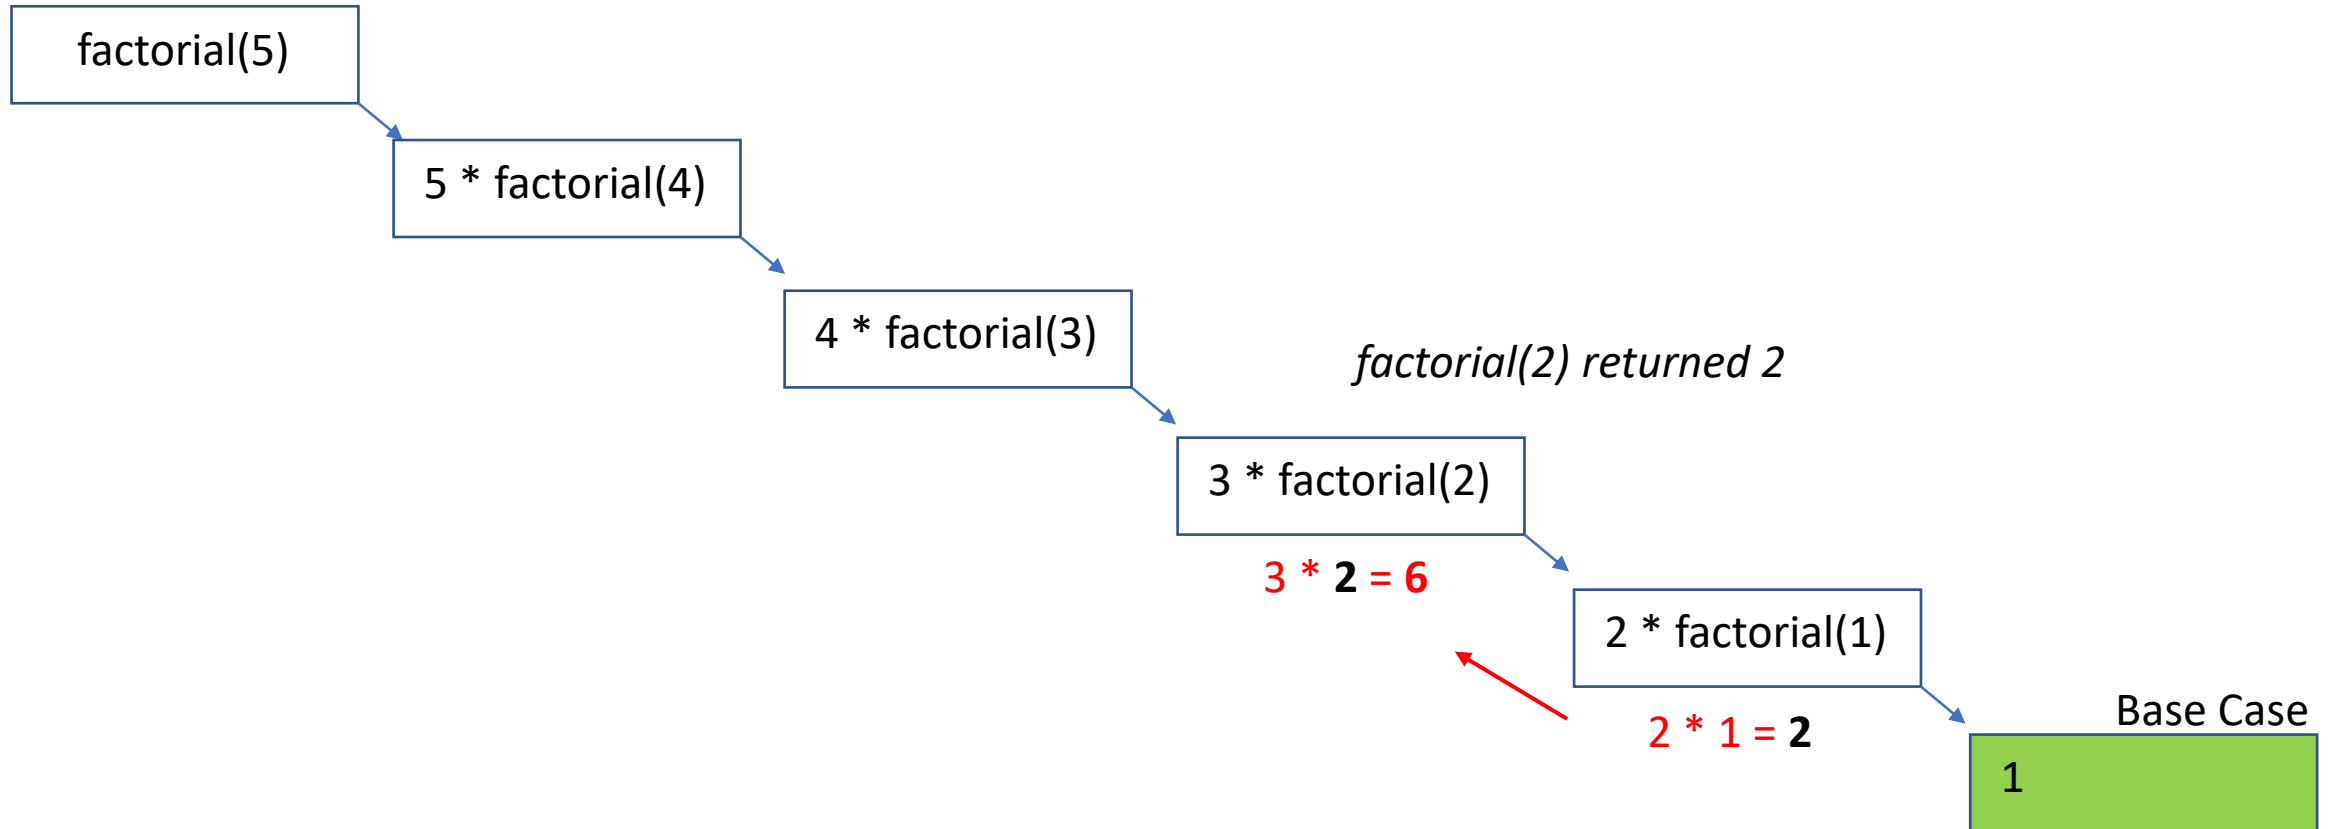 factorial(5)
5 * factorial(4)
4 * factorial(3)
factorial(2) returned 2
3 * factorial(2)
3 * 2 = 6
2 * factorial(1)
2 * 1 = 2
Base Case
1